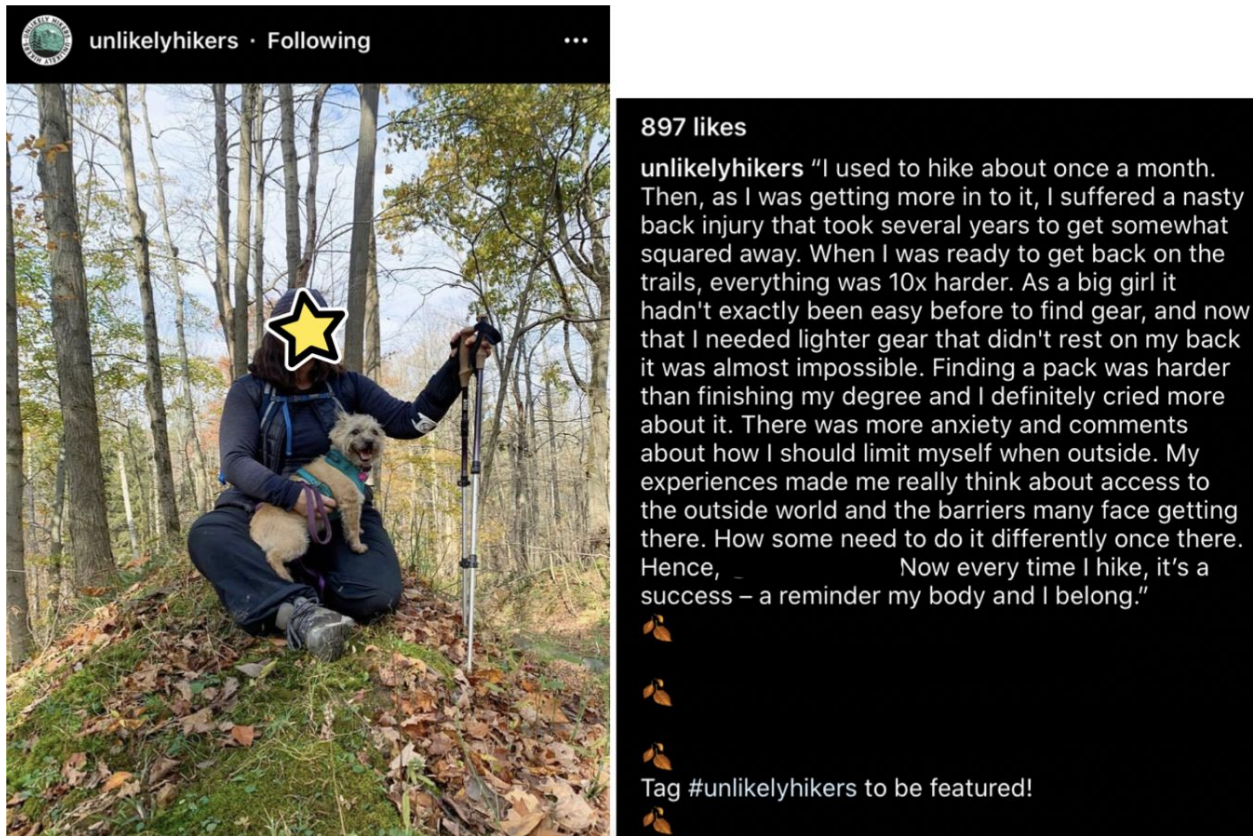 UNLIKELY HIKERS
unlikelyhikers · Following
897 likes
unlikelyhikers “I used to hike about once a month.
Then, as I was getting more in to it, I suffered a nasty
back injury that took several years to get somewhat
squared away. When I was ready to get back on the
trails, everything was 10x harder. As a big girl it
hadn't exactly been easy before to find gear, and now
that I needed lighter gear that didn't rest on my back
it was almost impossible. Finding a pack was harder
than finishing my degree and I definitely cried more
about it. There was more anxiety and comments
about how I should limit myself when outside. My
experiences made me really think about access to
the outside world and the barriers many face getting
there. How some need to do it differently once there.
Hence, Now every time I hike, it’s a
success – a reminder my body and I belong.”
Tag #unlikelyhikers to be featured!